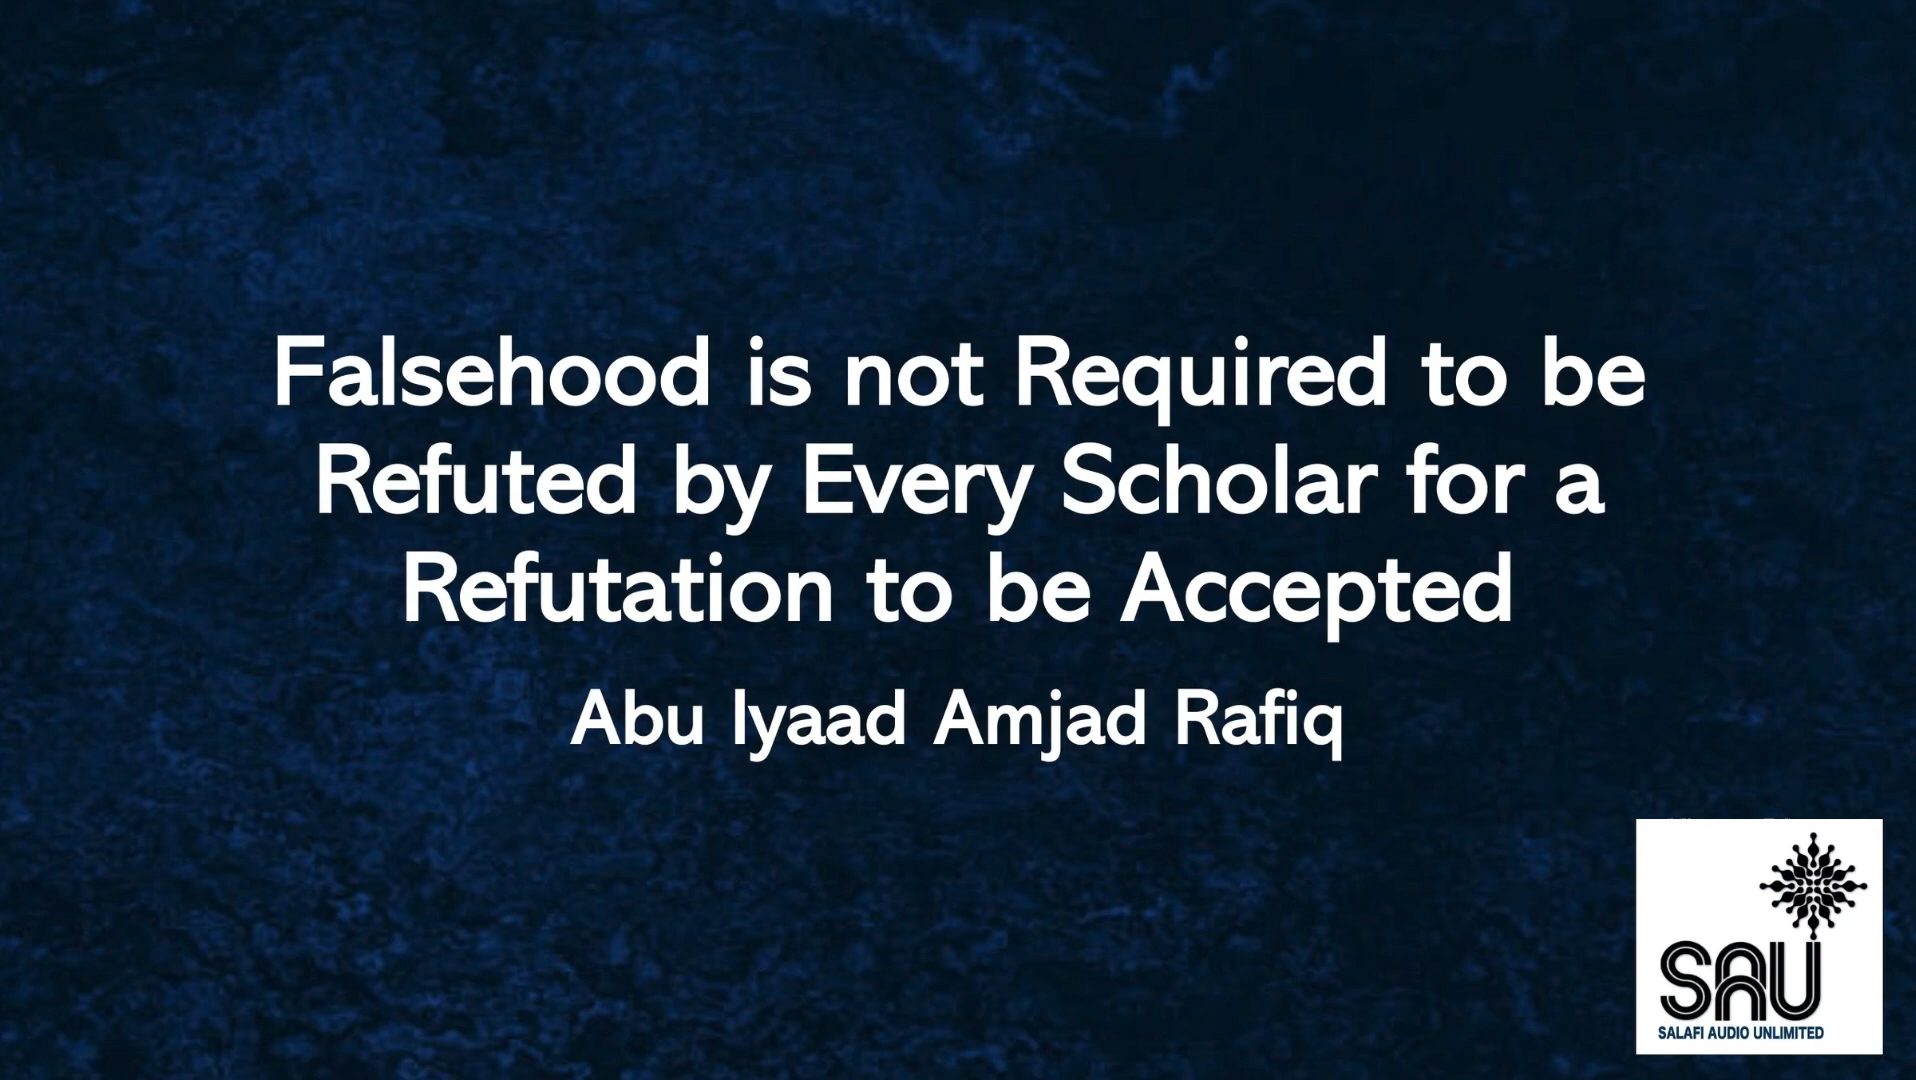 Falsehood is not Required to be
Refuted by Every Scholar for a
Refutation to be Accepted
Abu Iyaad Amjad Rafiq
SAU
SALAFI AUDIO UNLIMITED